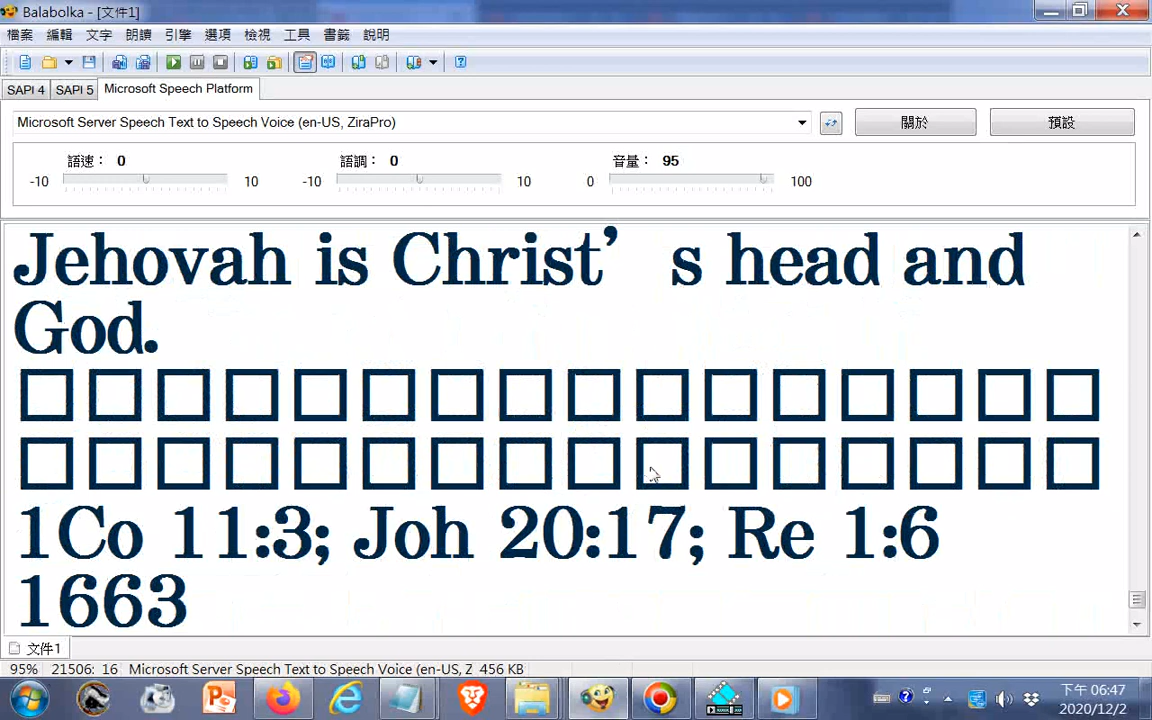 Balabolka - [文件1]
檔案 編輯 文字 朗讀 引擎 選項 檢視 工具 書籤 說明
SAPI 4 SAPI 5 Microsoft Speech Platform
Microsoft Server Speech Text to Speech Voice (en-US, ZiraPro) 關於 預設
語速： 0 語調： 0 音量： 95
-10 10 -10 10 0 100
Jehovah is Christ’s head and
God.
□□□□□□□□□□□□□□□□
□□□□□□□□□□□□□□□□
1Co 11:3; Joh 20:17; Re 1:6
1663
文件1
95% 21506: 16 Microsoft Server Speech Text to Speech Voice (en-US, Z 456 KB
下午 06:47
2020/12/2